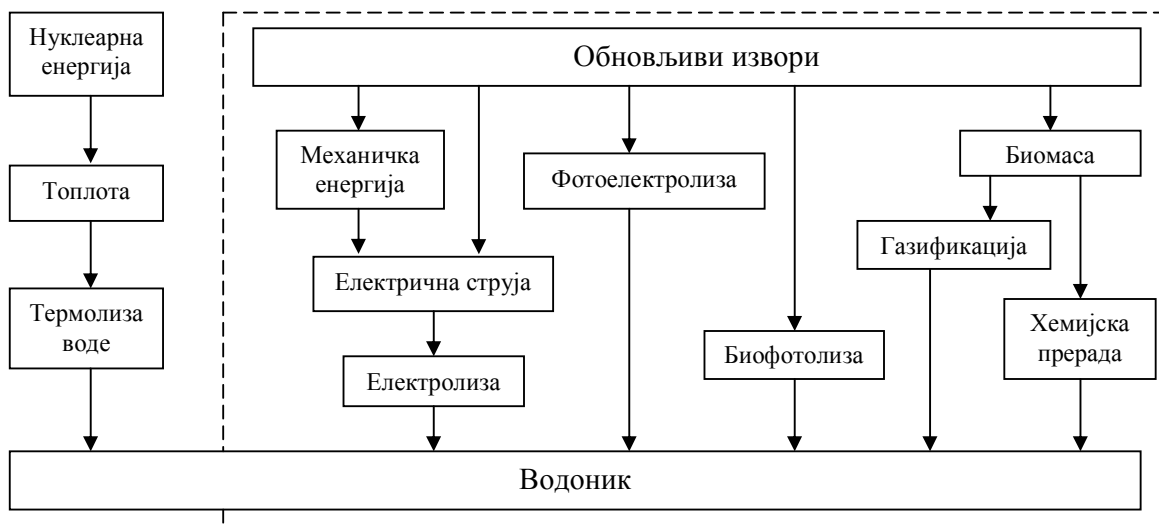 Нуклеарна
енергија
Обновљиви извори
Механичка
енергија
Фотоелектролиза
Биомаса
Топлота
Газификација
Електрична струја
Термолиза
воде
Биофотолиза
Хемијска
прерада
Електролиза
Водоник